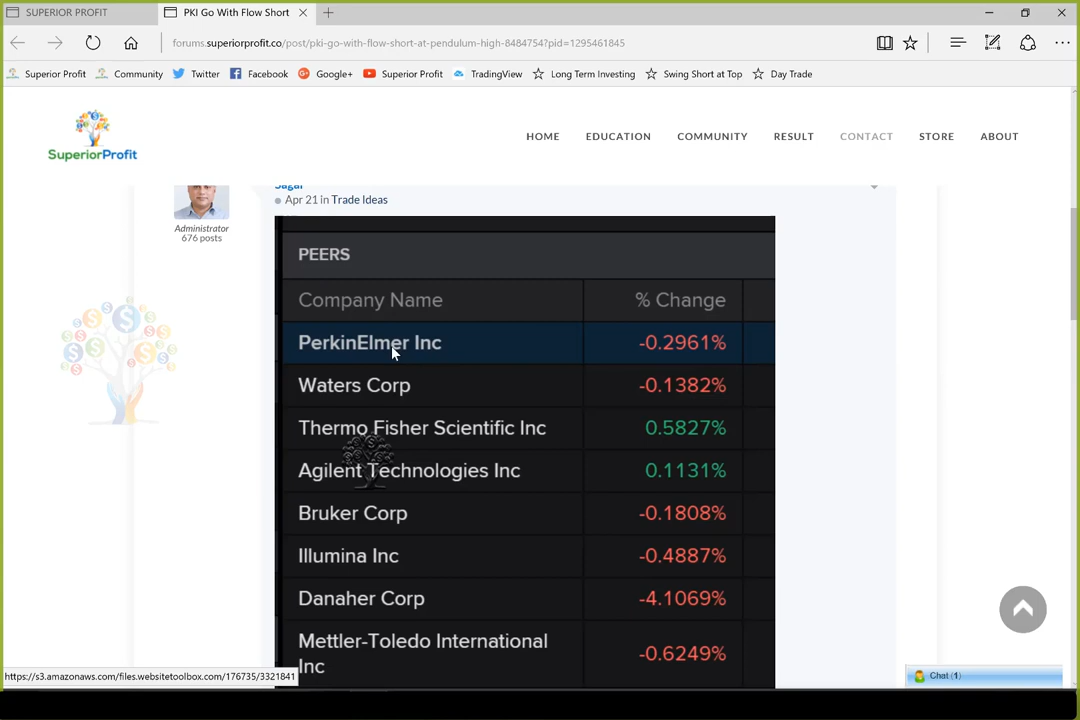 SUPERIOR PROFIT
PKI Go With Flow Short
forums.superiorprofit.co/post/pki-go-with-flow-short-at-pendulum-high-8484754?pid=1295461845
Superior Profit Community Twitter Facebook Google+ Superior Profit TradingView Long Term Investing Swing Short at Top Day Trade
SuperiorProfit
HOME EDUCATION COMMUNITY RESULT CONTACT STORE ABOUT
Sagar
Apr 21 in Trade Ideas
Administrator
676 posts
PEERS
Company Name % Change
PerkinElmer Inc -0.2961%
Waters Corp -0.1382%
Thermo Fisher Scientific Inc 0.5827%
Agilent Technologies Inc 0.1131%
Bruker Corp -0.1808%
Illumina Inc -0.4887%
Danaher Corp -4.1069%
Mettler-Toledo International
Inc -0.6249%
https://s3.amazonaws.com/files.websitetoolbox.com/176735/3321841
Chat (1)